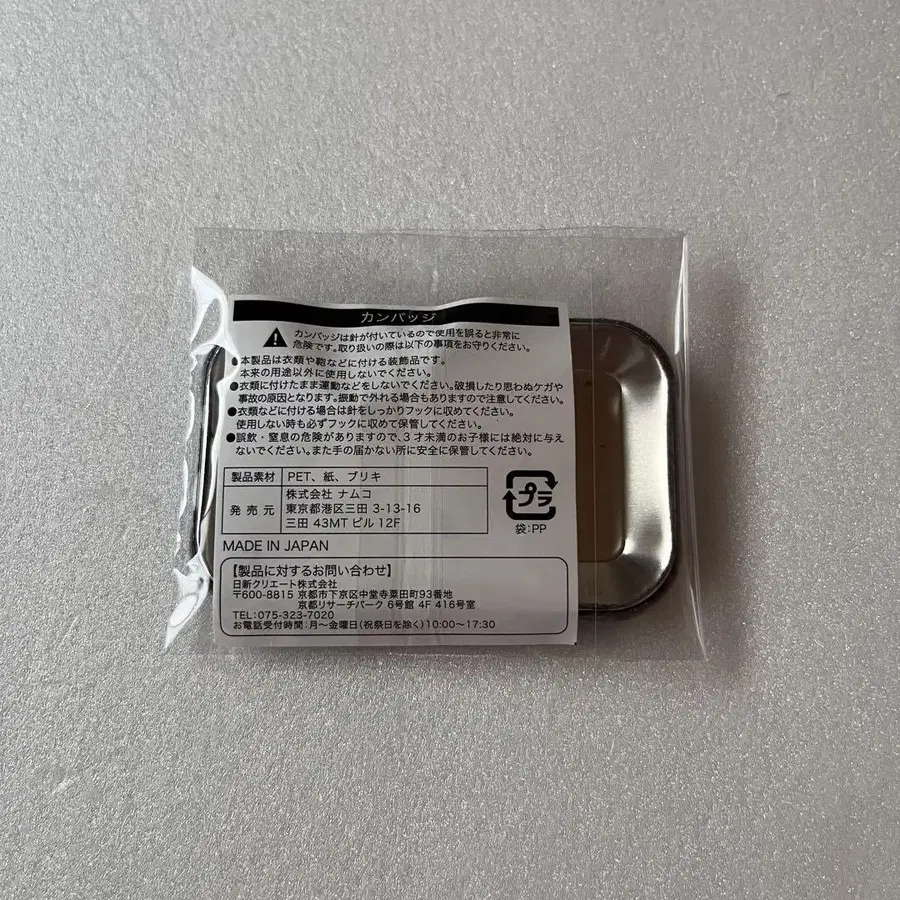 カンバッジ
カンバッジは針が付いているので使用を誤ると非常に
危険です。取り扱いの際は以下の事項をお守りください。
●本製品は衣類や鞄などに付ける装飾品です。
本来の用途以外に使用しないでください。
●衣類に付けたまま運動などをしないでください。破損したり思わぬケガや
事故の原因となります。振動で外れる場合もありますので注意してください。
●衣類などに付ける場合は針をしっかりフックに収めてください。
使用しない時も必ずフックに収めて保管してください。
●誤飲・窒息の危険がありますので、3才未満のお子様には絶対に与え
ないでください。また手の届かない所に安全に保管してください。
製品素材 PET、紙、ブリキ
発売元 株式会社 ナムコ
東京都港区三田 3-13-16
三田 43MT ビル 12F
プラ
袋:PP
MADE IN JAPAN
【製品に対するお問い合わせ】
日新クリエート株式会社
〒600-8815 京都市下京区中堂寺粟田町93番地
京都リサーチパーク 6号館 4F 416号室
TEL:075-323-7020
お電話受付時間:月〜金曜日(祝祭日を除く)10:00〜17:30